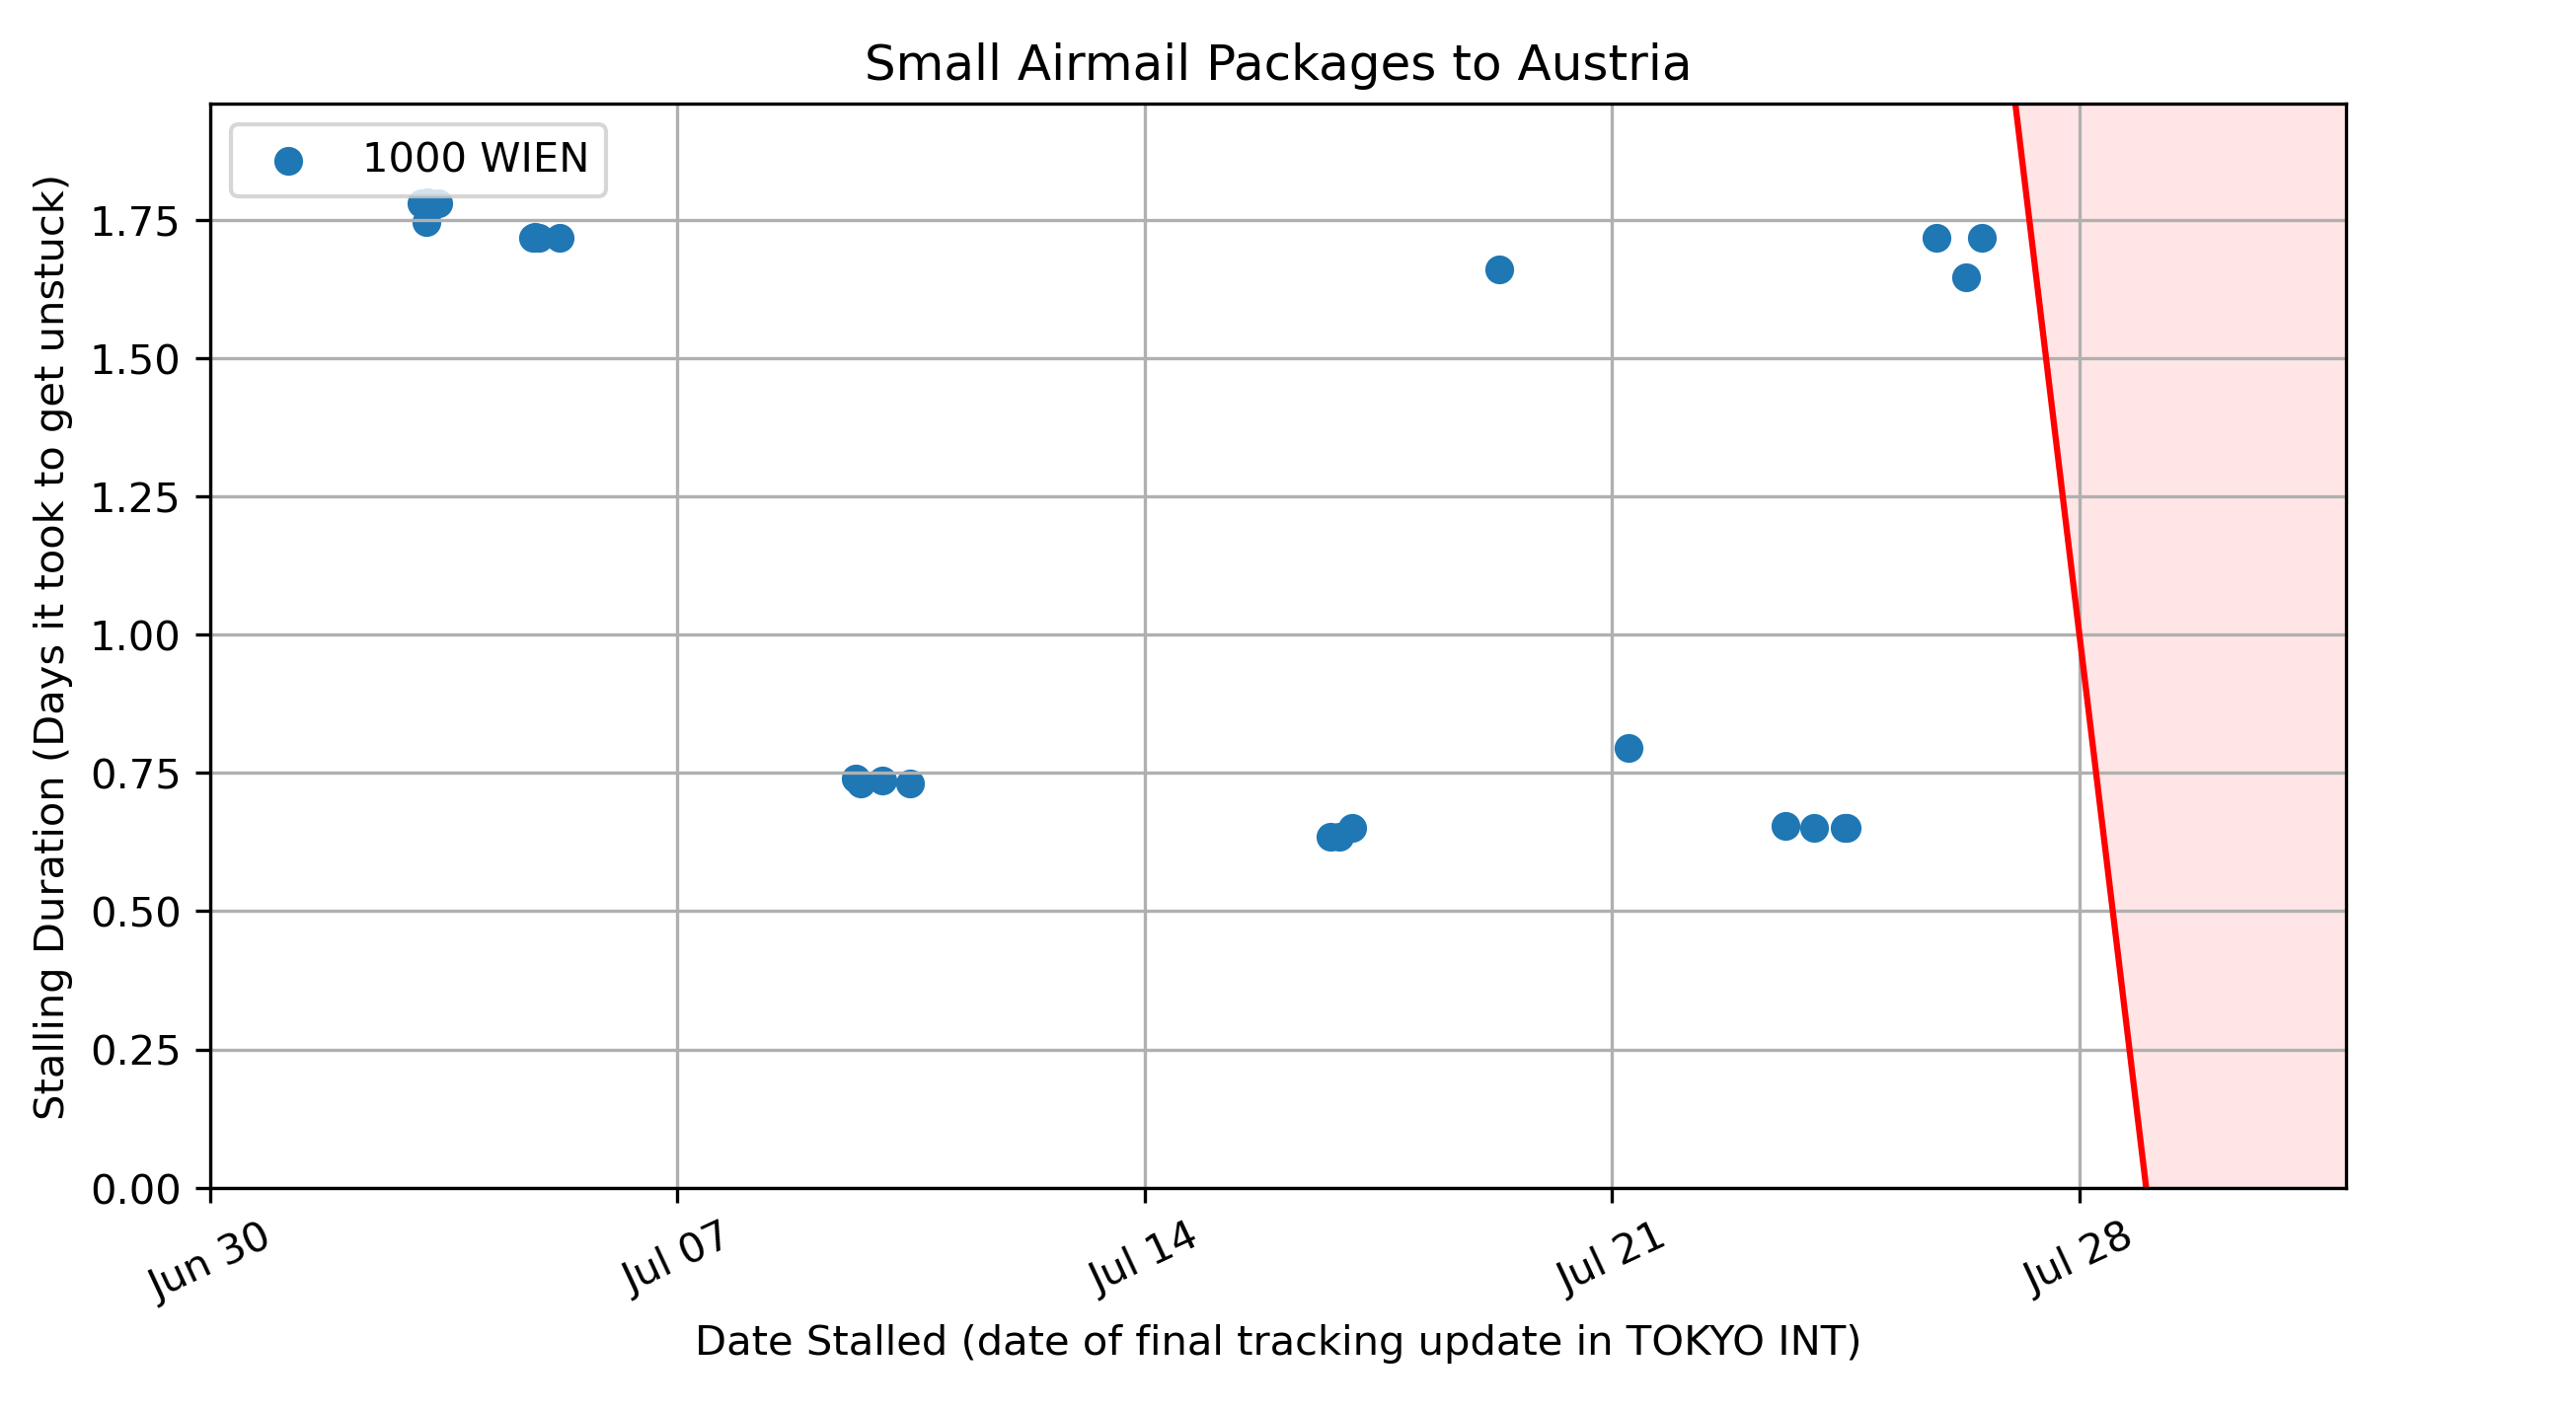 Small Airmail Packages to Austria
1000 WIEN
Stalling Duration (Days it took to get unstuck)
1.75
1.50
1.25
1.00
0.75
0.50
0.25
0.00
Jun 30
Jul 07
Jul 14
Jul 21
Jul 28
Date Stalled (date of final tracking update in TOKYO INT)